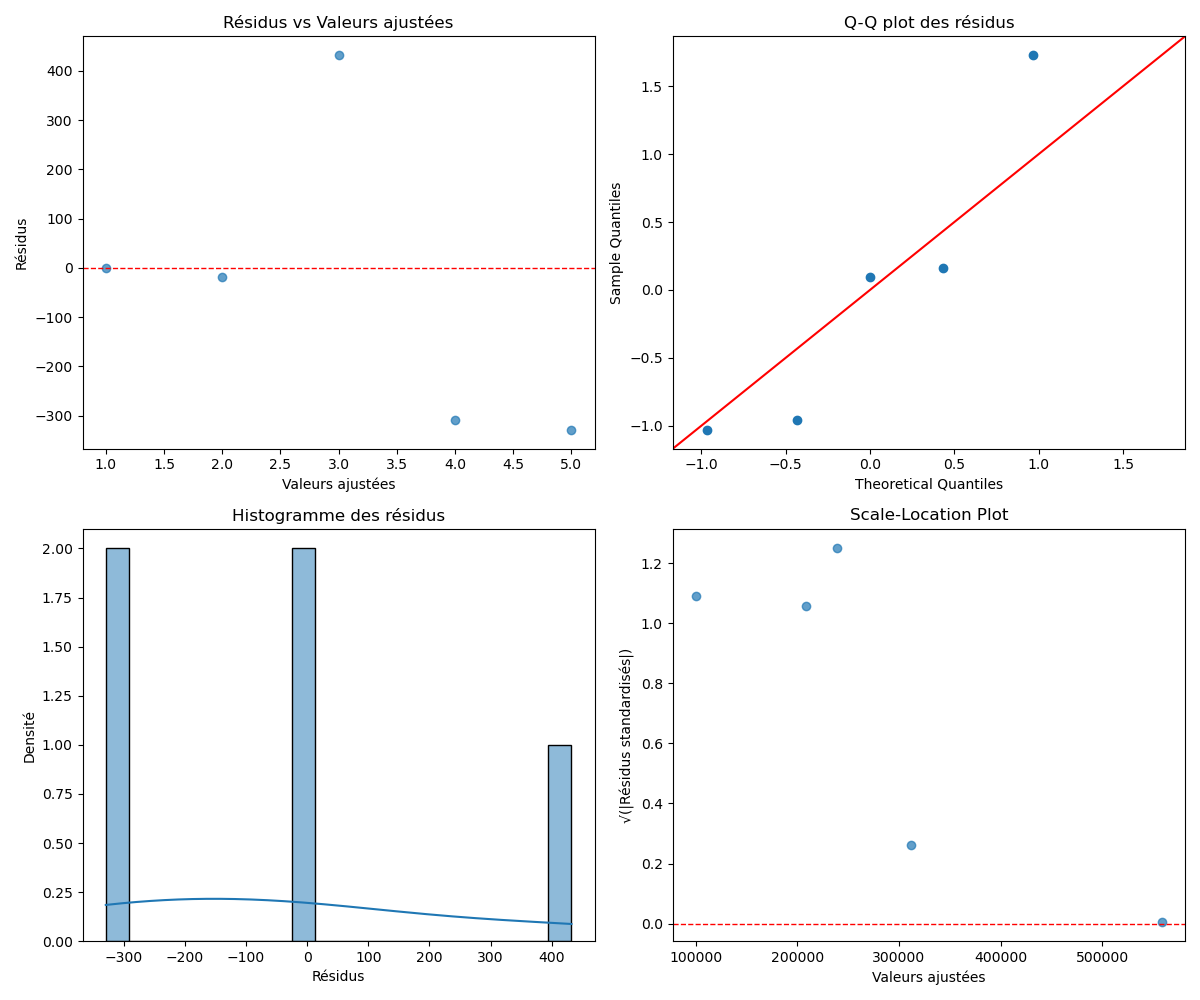 Résidus vs Valeurs ajustées
400
300
200
100
0
−100
−200
−300
Résidus
1.0 1.5 2.0 2.5 3.0 3.5 4.0 4.5 5.0
Valeurs ajustées
Q-Q plot des résidus
1.5
1.0
0.5
0.0
−0.5
−1.0
Sample Quantiles
−1.0 −0.5 0.0 0.5 1.0 1.5
Theoretical Quantiles
Histogramme des résidus
2.00
1.75
1.50
1.25
1.00
0.75
0.50
0.25
0.00
Densité
−300 −200 −100 0 100 200 300 400
Résidus
Scale-Location Plot
1.2
1.0
0.8
0.6
0.4
0.2
0.0
√(|Résidus standardisés|)
100000 200000 300000 400000 500000
Valeurs ajustées